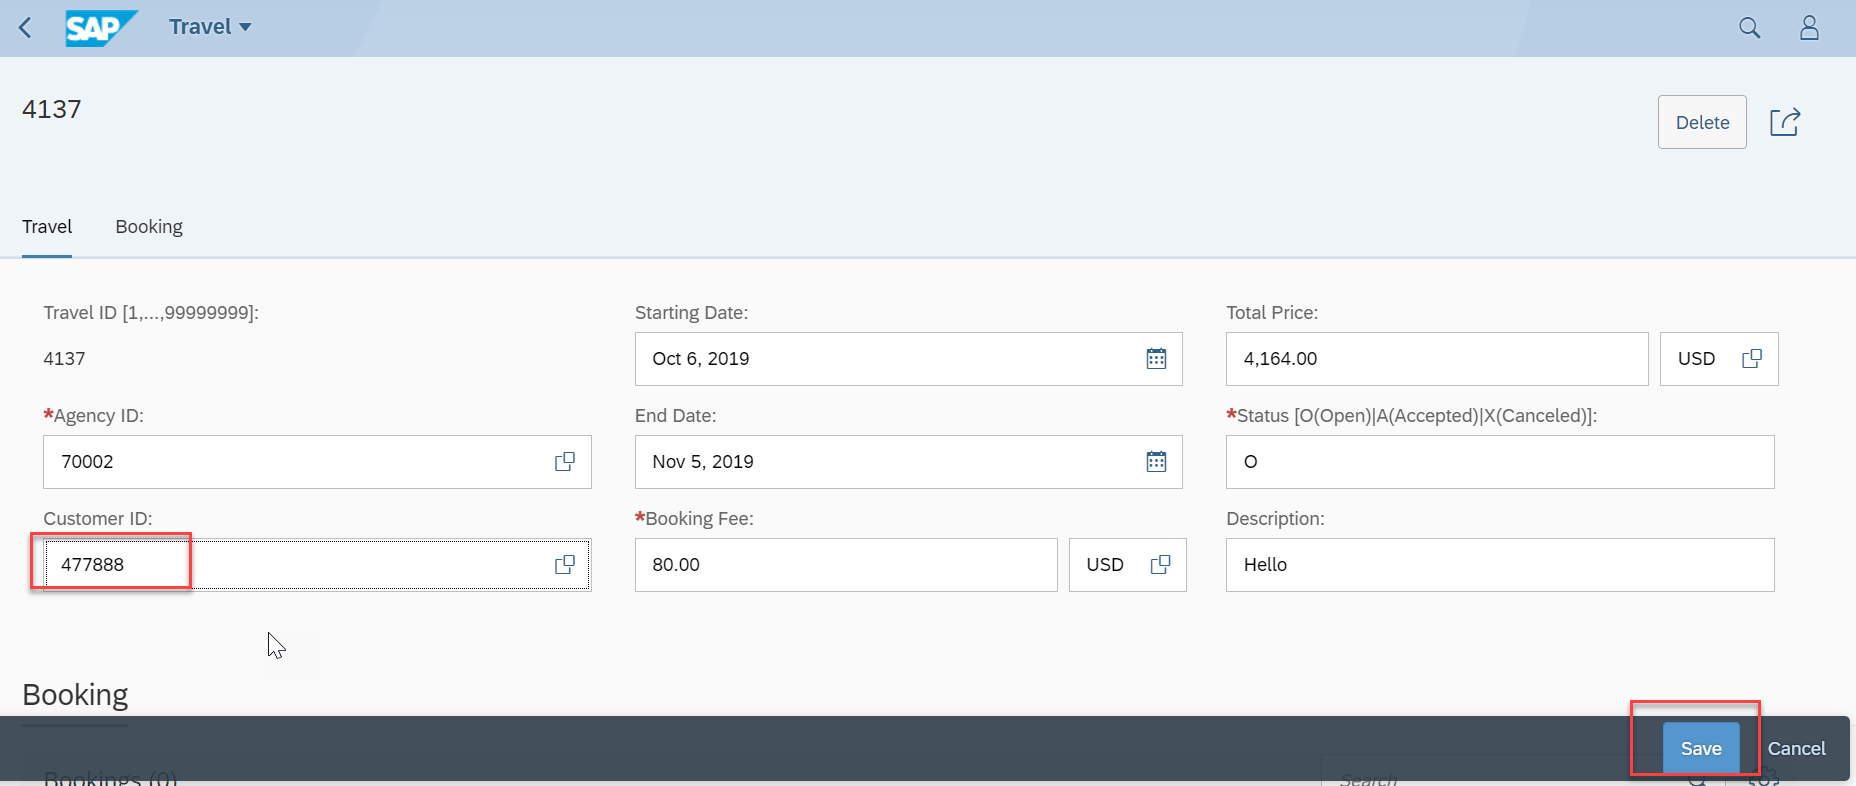 SAP Travel
4137
Delete
Travel Booking
Travel ID [1,...,99999999]:
4137
Starting Date:
Oct 6, 2019
Total Price:
4,164.00 USD
*Agency ID:
70002
End Date:
Nov 5, 2019
*Status [O(Open)|A(Accepted)|X(Canceled)]:
O
Customer ID:
477888
*Booking Fee:
80.00 USD
Description:
Hello
Booking
Save Cancel
Bookings (0) Search